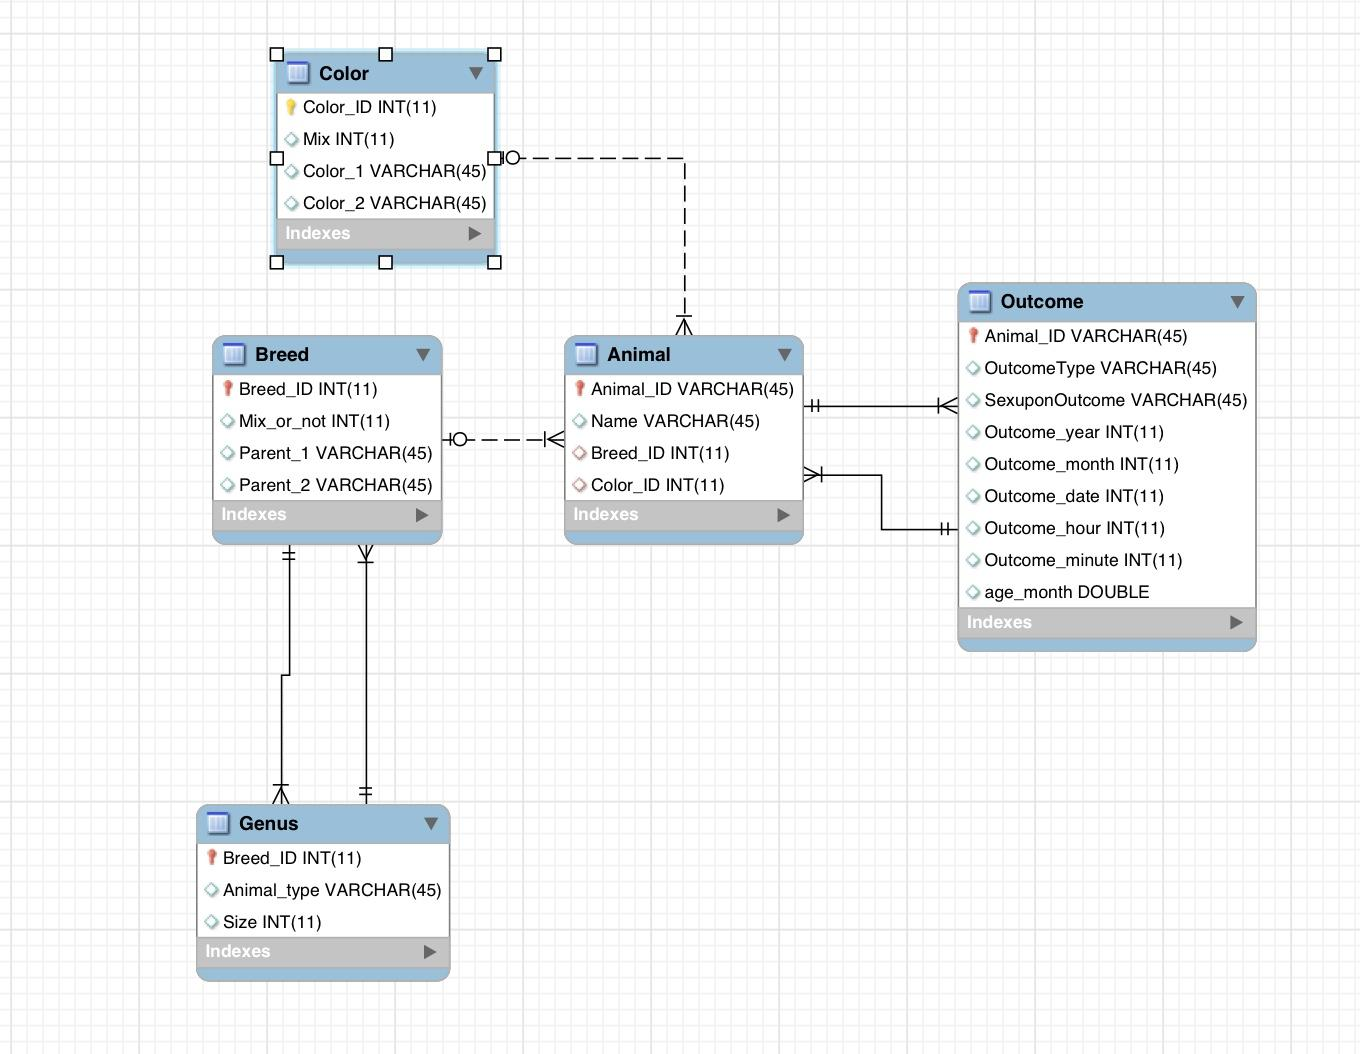 Color
Color_ID INT(11)
Mix INT(11)
Color_1 VARCHAR(45)
Color_2 VARCHAR(45)
Indexes
Breed
Breed_ID INT(11)
Mix_or_not INT(11)
Parent_1 VARCHAR(45)
Parent_2 VARCHAR(45)
Indexes
Animal
Animal_ID VARCHAR(45)
Name VARCHAR(45)
Breed_ID INT(11)
Color_ID INT(11)
Indexes
Outcome
Animal_ID VARCHAR(45)
OutcomeType VARCHAR(45)
SexuponOutcome VARCHAR(45)
Outcome_year INT(11)
Outcome_month INT(11)
Outcome_date INT(11)
Outcome_hour INT(11)
Outcome_minute INT(11)
age_month DOUBLE
Indexes
Genus
Breed_ID INT(11)
Animal_type VARCHAR(45)
Size INT(11)
Indexes